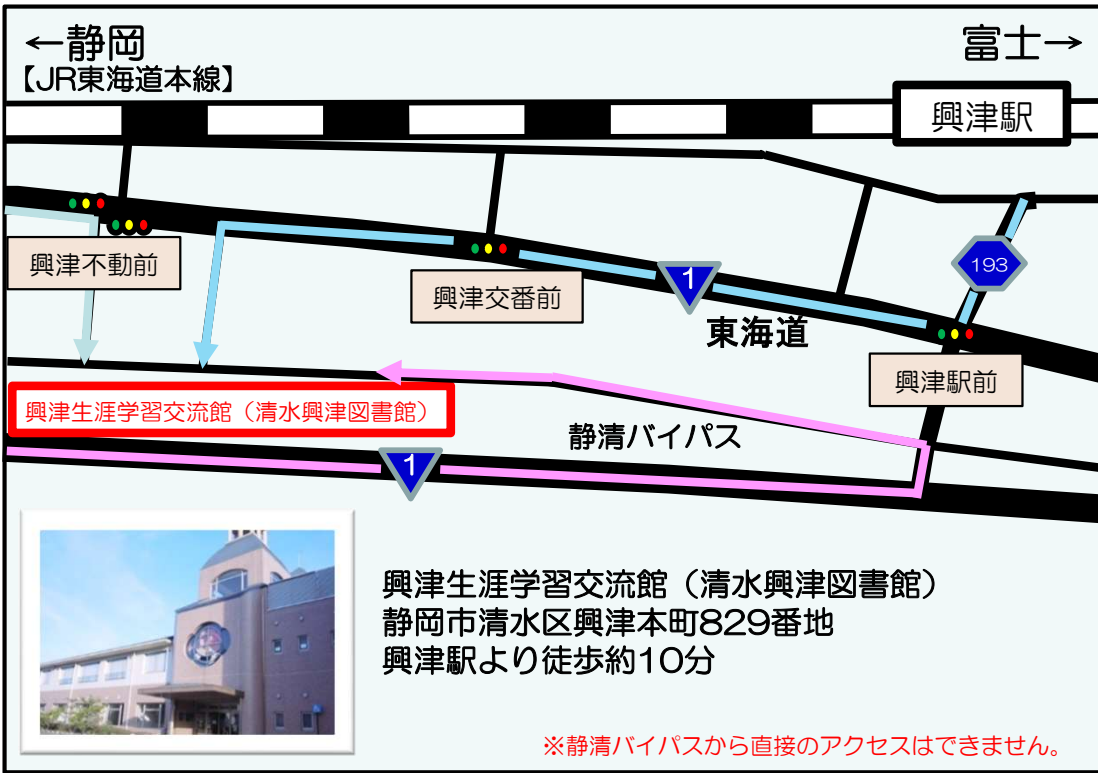 ←静岡
富士→
【JR東海道本線】
興津駅
193
興津不動前
興津交番前
1
東海道
興津駅前
興津生涯学習交流館（清水興津図書館）
静清バイパス
1
興津生涯学習交流館（清水興津図書館）
静岡市清水区興津本町829番地
興津駅より徒歩約10分
※静清バイパスから直接のアクセスはできません。